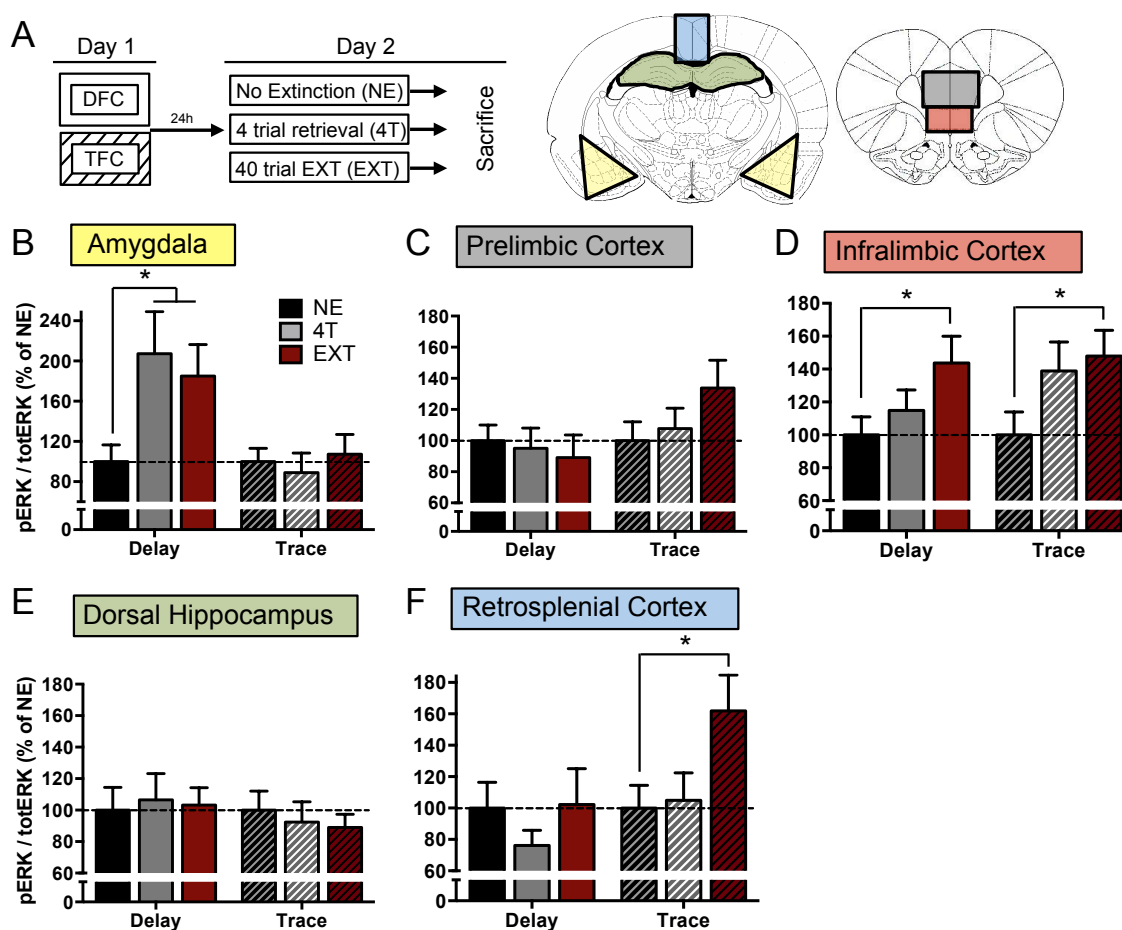 A
Day 1
Day 2
DFC
TFC
24h
No Extinction (NE)
4 trial retrieval (4T)
40 trial EXT (EXT)
Sacrifice
B
Amygdala
*
NE
4T
EXT
pERK / totERK (% of NE)
240
200
160
120
80
0
Delay
Trace
C
Prelimbic Cortex
180
160
140
120
100
80
60
0
Delay
Trace
D
Infralimbic Cortex
*
*
180
160
140
120
100
80
60
0
Delay
Trace
E
Dorsal Hippocampus
pERK / totERK (% of NE)
180
160
140
120
100
80
60
0
Delay
Trace
F
Retrosplenial Cortex
*
180
160
140
120
100
80
60
0
Delay
Trace